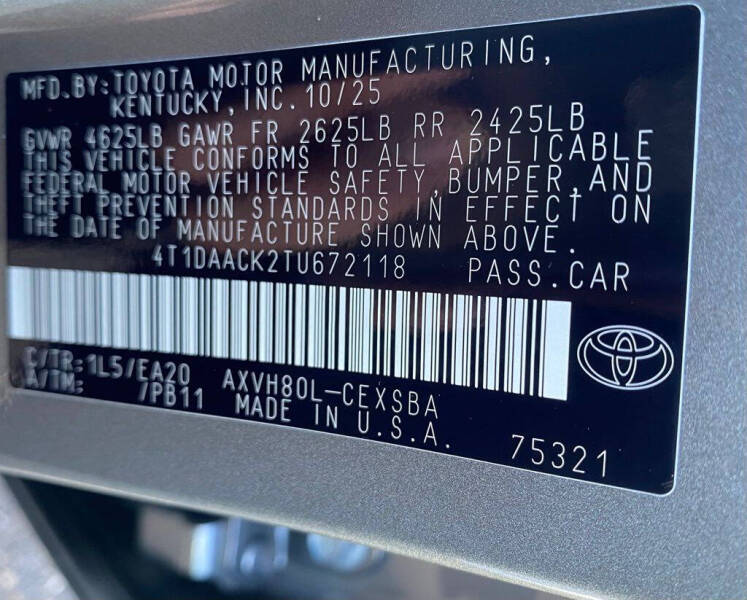 MFD.BY:TOYOTA MOTOR MANUFACTURING,
KENTUCKY,INC. 10/25
GVWR 4625LB GAWR FR 2625LB RR 2425LB
THIS VEHICLE CONFORMS TO ALL APPLICABLE
FEDERAL MOTOR VEHICLE SAFETY,BUMPER,AND
THEFT PREVENTION STANDARDS IN EFFECT ON
THE DATE OF MANUFACTURE SHOWN ABOVE.
4T1DAACK2TU672118 PASS.CAR
C/TR:1L5/EA20 AXVH80L-CEXSBA
A/TM: /PB11 MADE IN U.S.A. 75321